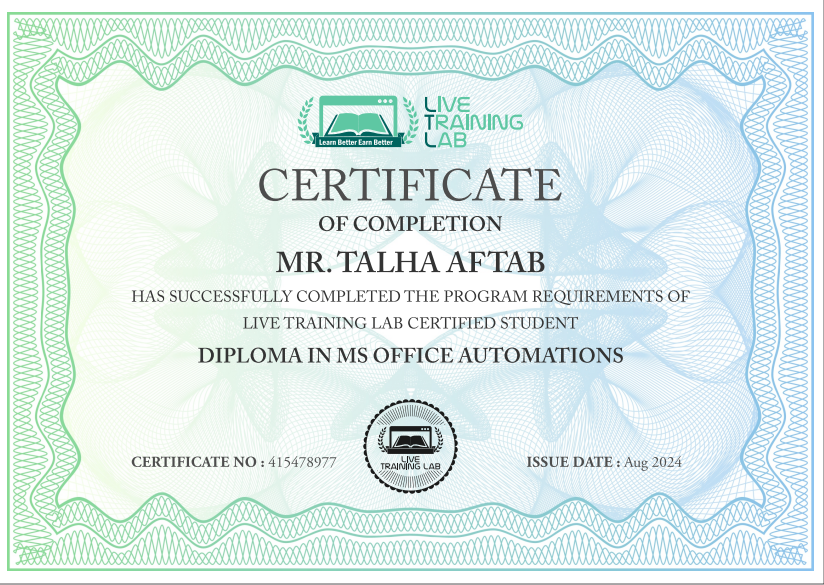 LIVE
TRAINING
LAB
Learn Better Earn Better
CERTIFICATE
OF COMPLETION
MR. TALHA AFTAB
HAS SUCCESSFULLY COMPLETED THE PROGRAM REQUIREMENTS OF
LIVE TRAINING LAB CERTIFIED STUDENT
DIPLOMA IN MS OFFICE AUTOMATIONS
LIVE
TRAINING LAB
CERTIFICATE NO : 415478977
ISSUE DATE : Aug 2024